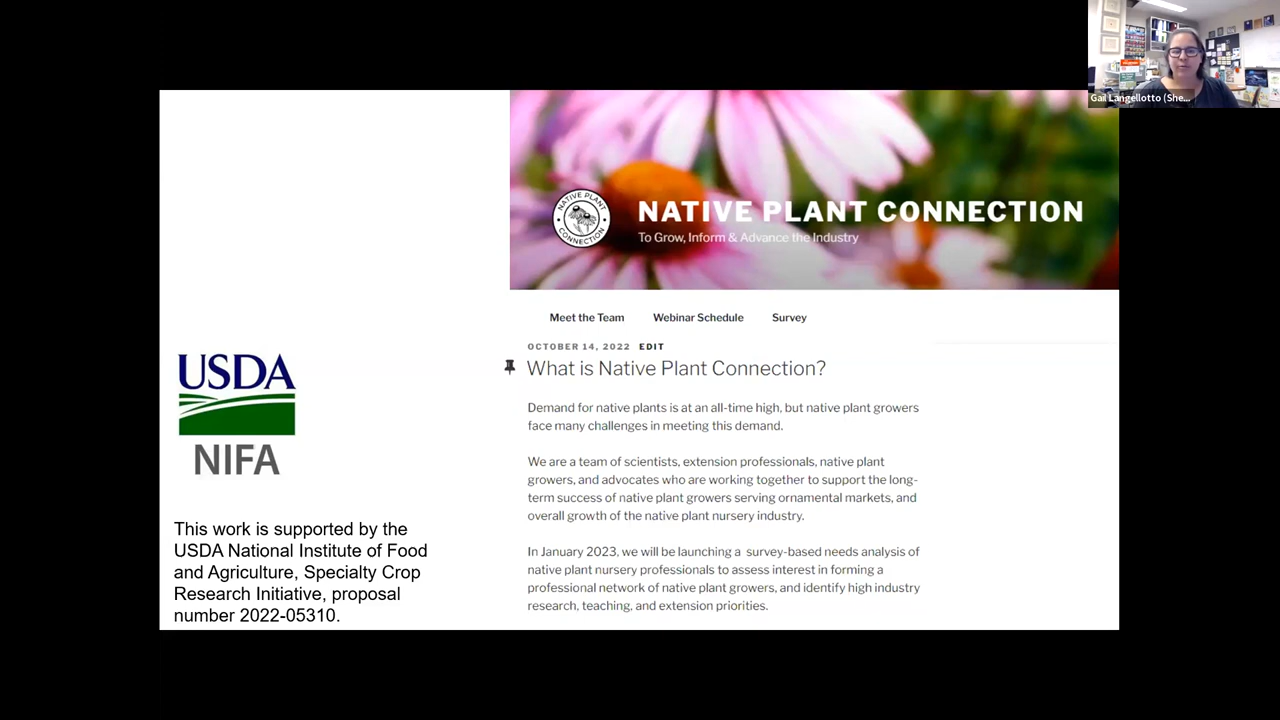 Gail Langellotto (She...
NATIVE PLANT CONNECTION
NATIVE PLANT CONNECTION
To Grow, Inform & Advance the Industry
Meet the Team Webinar Schedule Survey
OCTOBER 14, 2022 EDIT
What is Native Plant Connection?
Demand for native plants is at an all-time high, but native plant growers
face many challenges in meeting this demand.
We are a team of scientists, extension professionals, native plant
growers, and advocates who are working together to support the long-
term success of native plant growers serving ornamental markets, and
overall growth of the native plant nursery industry.
In January 2023, we will be launching a survey-based needs analysis of
native plant nursery professionals to assess interest in forming a
professional network of native plant growers, and identify high industry
research, teaching, and extension priorities.
USDA
NIFA
This work is supported by the
USDA National Institute of Food
and Agriculture, Specialty Crop
Research Initiative, proposal
number 2022-05310.